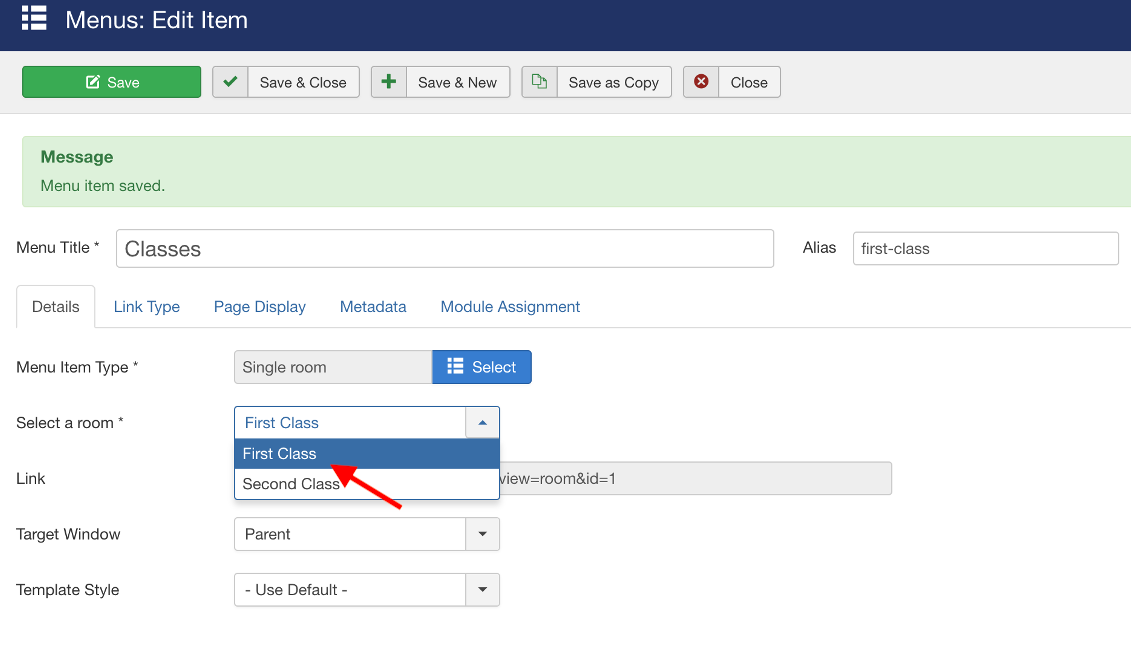 Menus: Edit Item
Save
Save & Close
Save & New
Save as Copy
Close
Message
Menu item saved.
Menu Title *
Classes
Alias
first-class
Details
Link Type
Page Display
Metadata
Module Assignment
Menu Item Type *
Single room
Select
Select a room *
First Class
First Class
Second Class
Link
view=room&id=1
Target Window
Parent
Template Style
- Use Default -